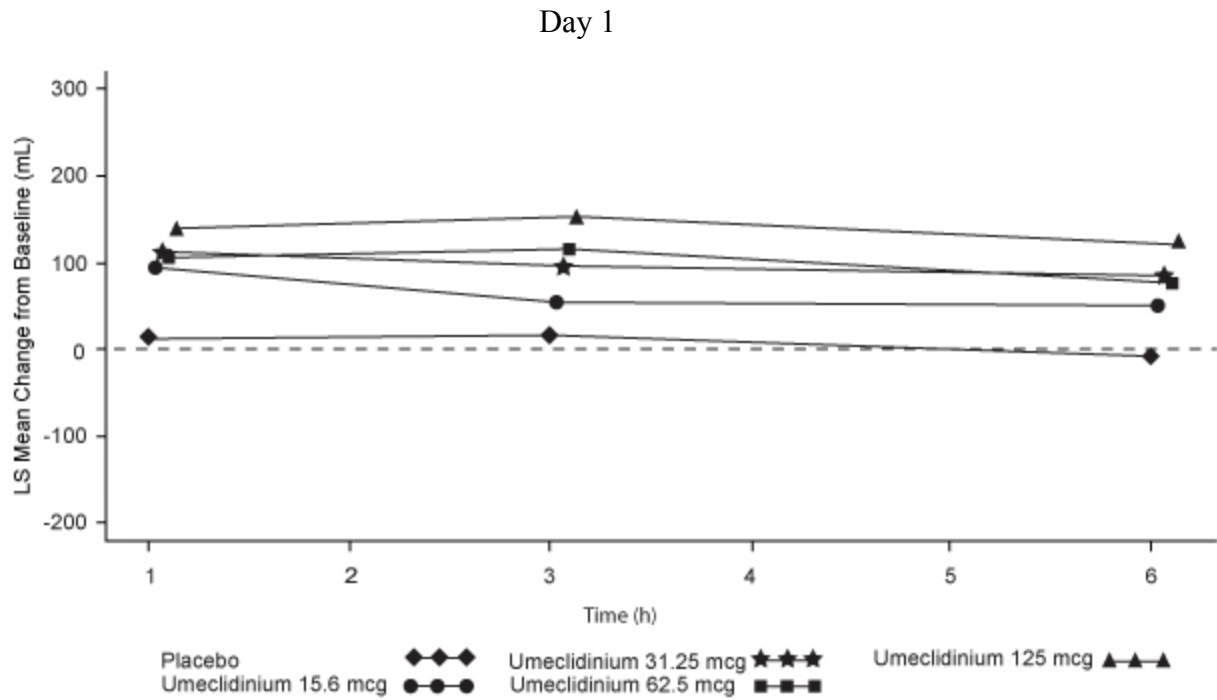 Day 1
LS Mean Change from Baseline (mL)
300
200
100
0
-100
-200
1 2 3 4 5 6
Time (h)
Placebo Umeclidinium 31.25 mcg Umeclidinium 125 mcg
Umeclidinium 15.6 mcg Umeclidinium 62.5 mcg